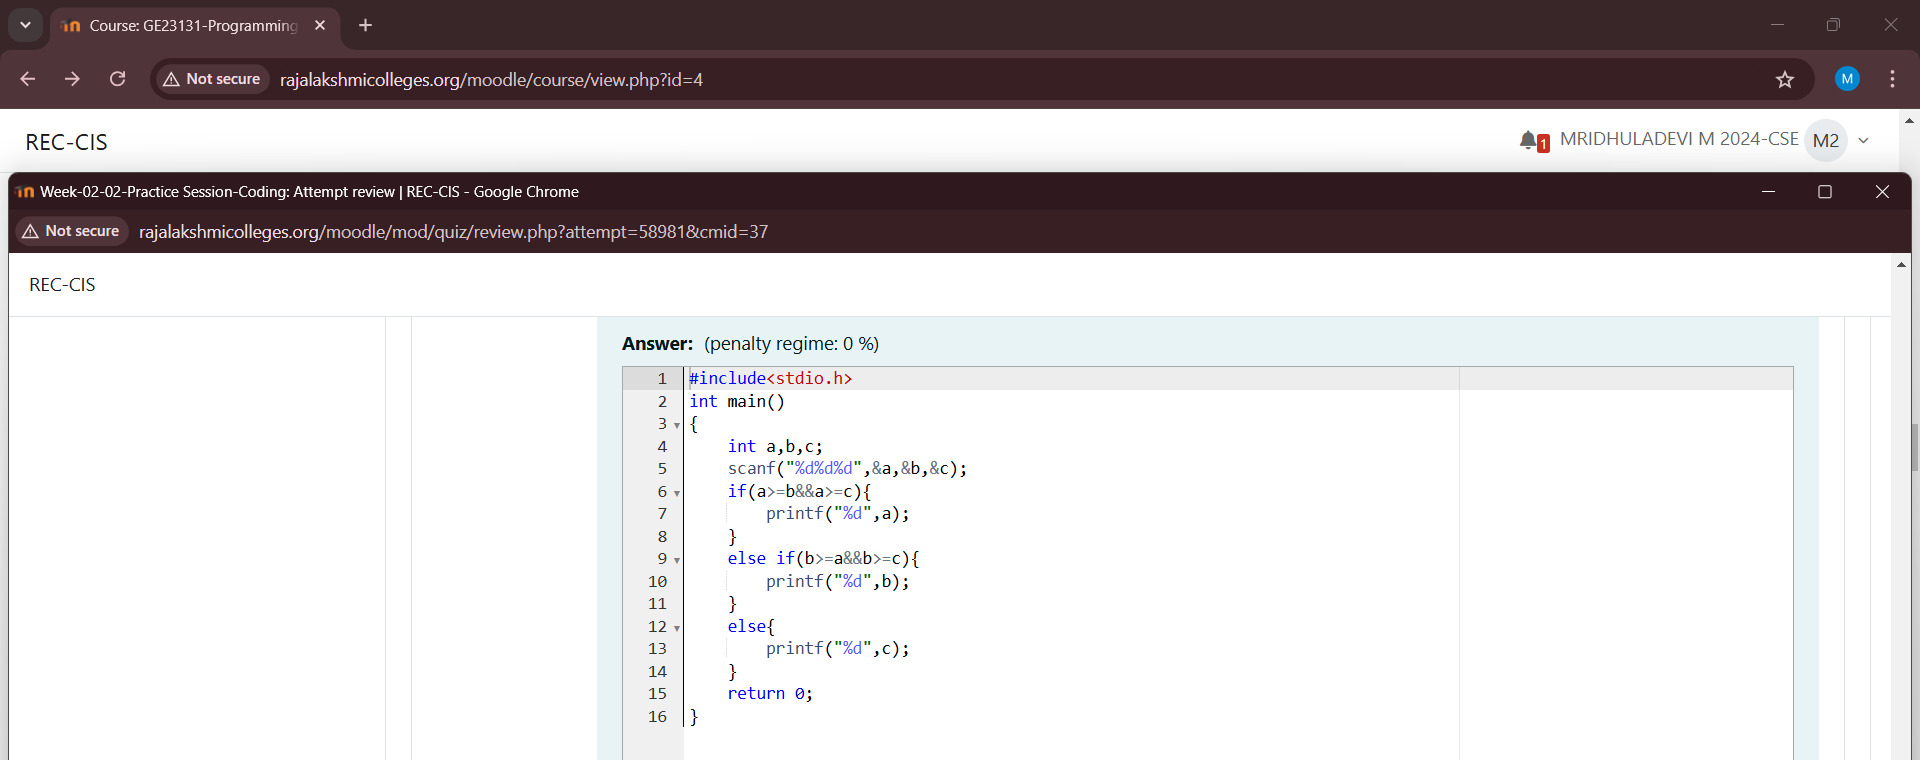 Course: GE23131-Programming
Not secure rajalakshmicolleges.org/moodle/course/view.php?id=4 M
REC-CIS 1 MRIDHULADEVI M 2024-CSE M2
Week-02-02-Practice Session-Coding: Attempt review | REC-CIS - Google Chrome
Not secure rajalakshmicolleges.org/moodle/mod/quiz/review.php?attempt=58981&cmid=37
REC-CIS
Answer: (penalty regime: 0 %)
1 #include<stdio.h>
2 int main()
3 {
4     int a,b,c;
5     scanf("%d%d%d",&a,&b,&c);
6     if(a>=b&&a>=c){
7         printf("%d",a);
8     }
9     else if(b>=a&&b>=c){
10         printf("%d",b);
11     }
12     else{
13         printf("%d",c);
14     }
15     return 0;
16 }